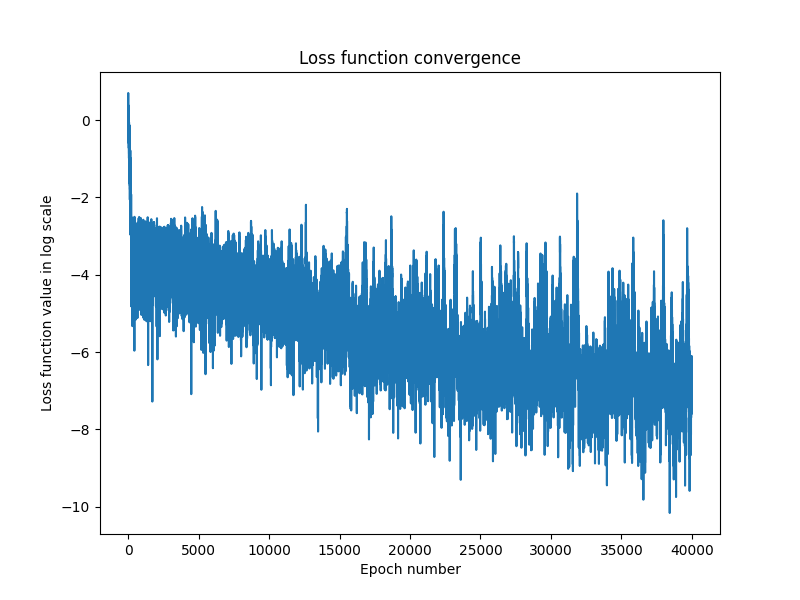 Loss function convergence
Loss function value in log scale
0
−2
−4
−6
−8
−10
0 5000 10000 15000 20000 25000 30000 35000 40000
Epoch number